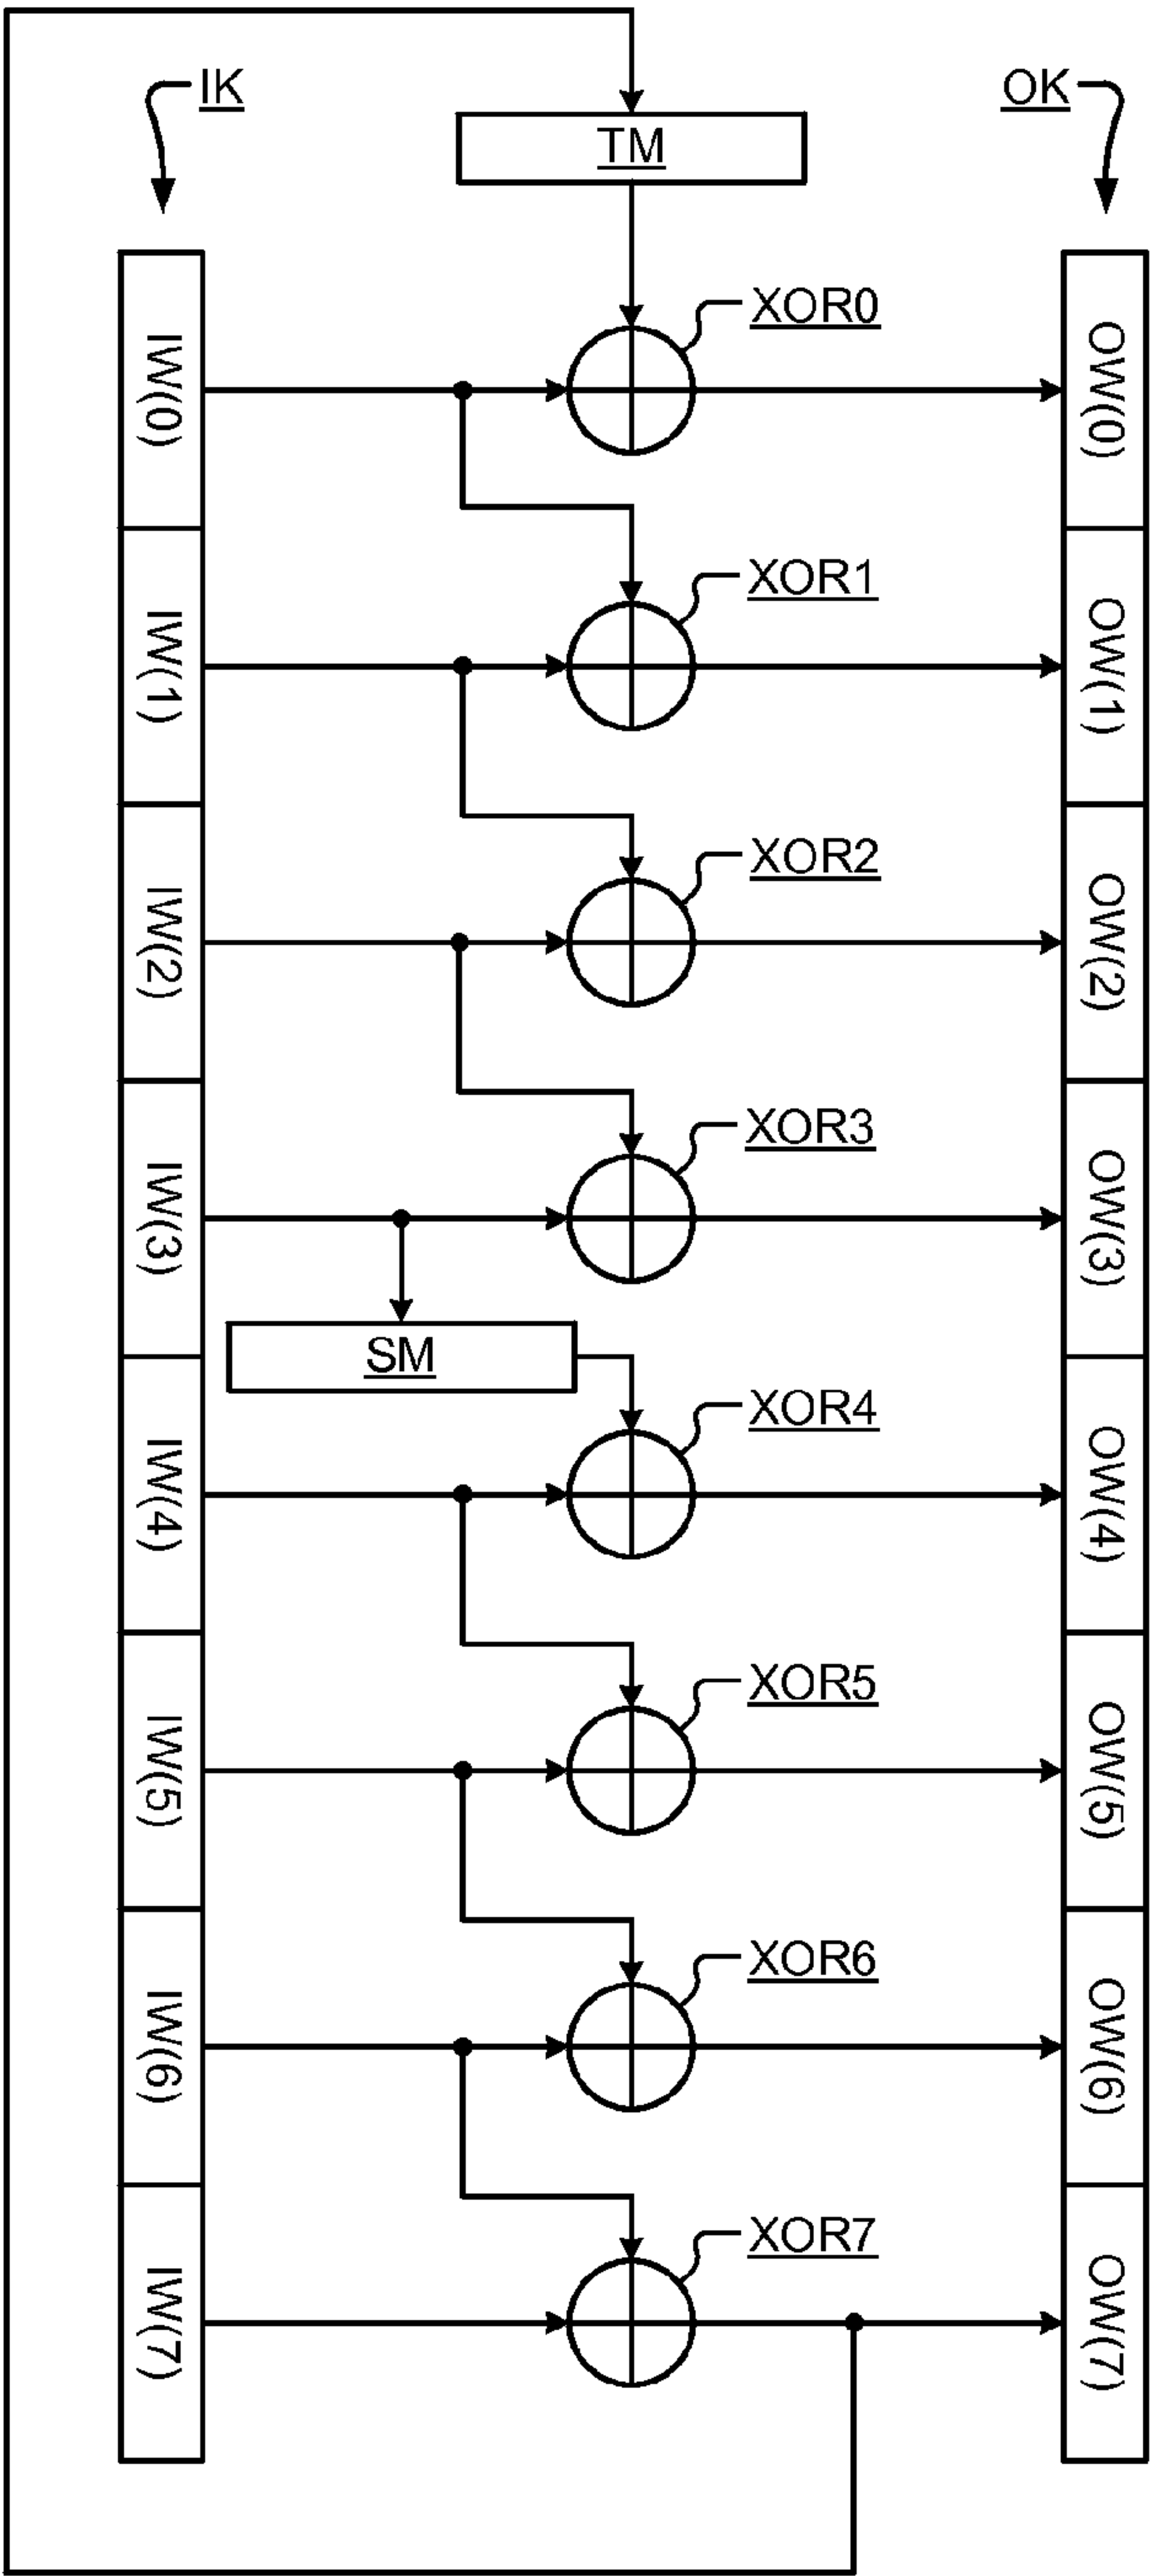 IK
OK
TM
XOR0
IW(0)
OW(0)
XOR1
IW(1)
OW(1)
XOR2
IW(2)
OW(2)
XOR3
IW(3)
OW(3)
SM
XOR4
IW(4)
OW(4)
XOR5
IW(5)
OW(5)
XOR6
IW(6)
OW(6)
XOR7
IW(7)
OW(7)